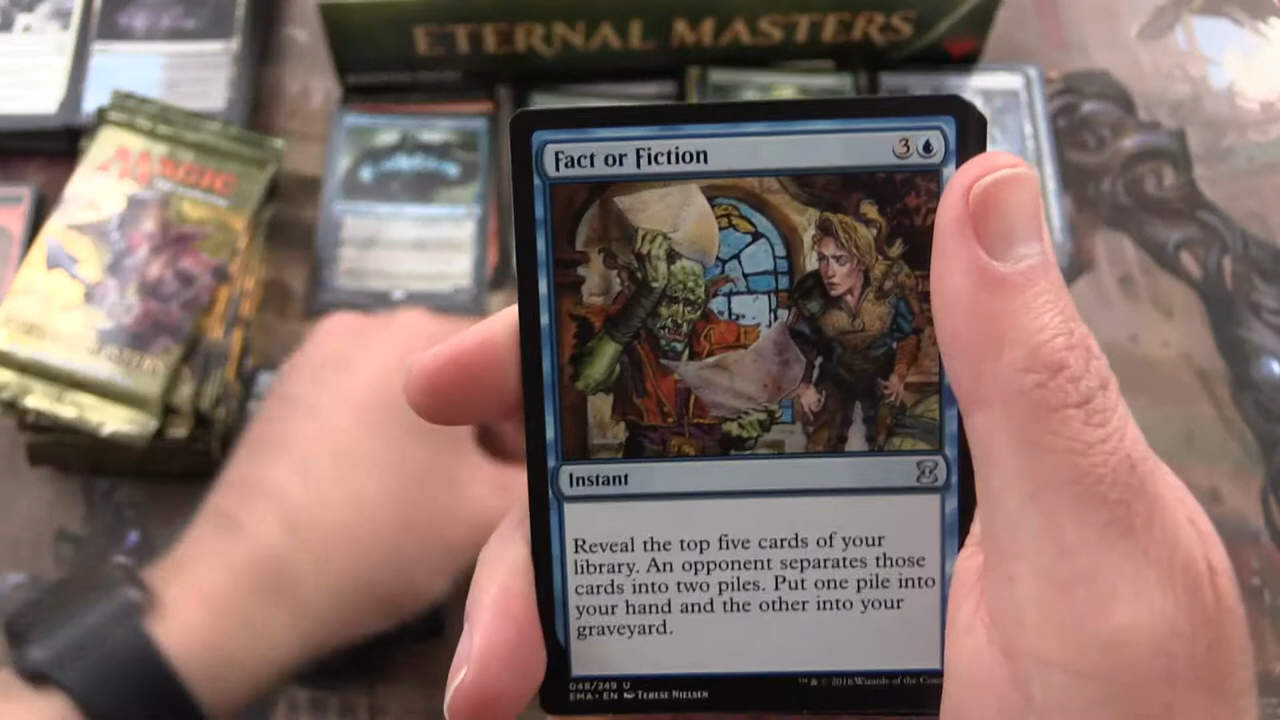 ETERNAL MASTERS
MAGIC
Fact or Fiction
3
Instant
Reveal the top five cards of your
library. An opponent separates those
cards into two piles. Put one pile into
your hand and the other into your
graveyard.
048/249 U
EMA • EN TERESE NIELSEN
™ & © 2016 Wizards of the